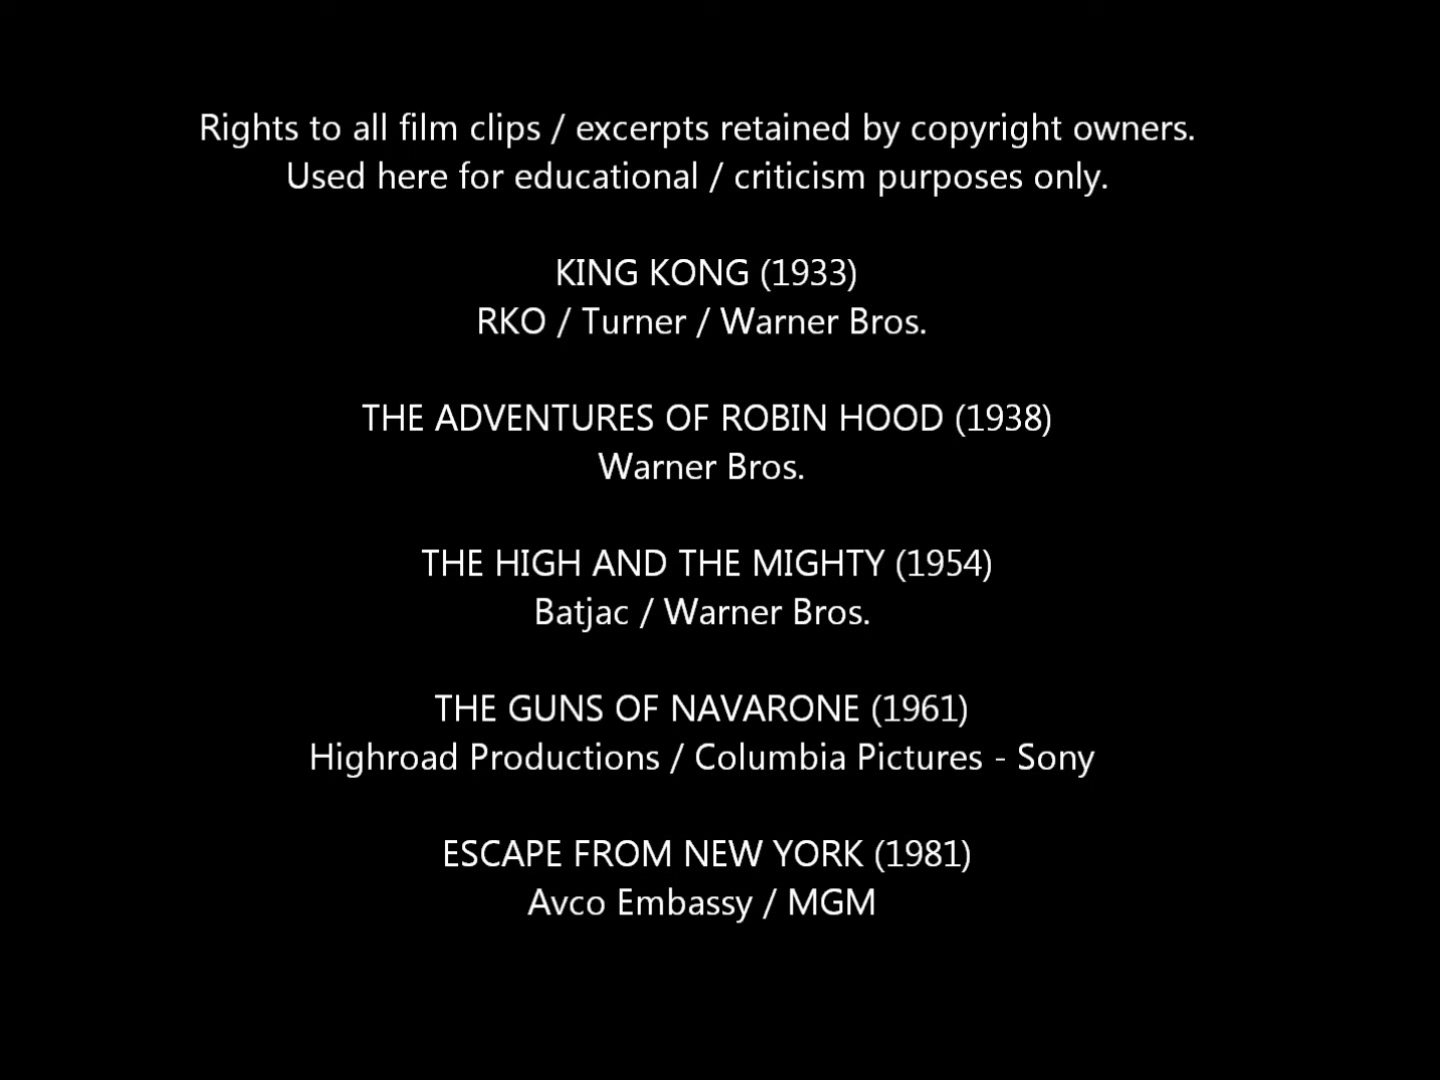 Rights to all film clips / excerpts retained by copyright owners.
Used here for educational / criticism purposes only.
KING KONG (1933)
RKO / Turner / Warner Bros.
THE ADVENTURES OF ROBIN HOOD (1938)
Warner Bros.
THE HIGH AND THE MIGHTY (1954)
Batjac / Warner Bros.
THE GUNS OF NAVARONE (1961)
Highroad Productions / Columbia Pictures - Sony
ESCAPE FROM NEW YORK (1981)
Avco Embassy / MGM